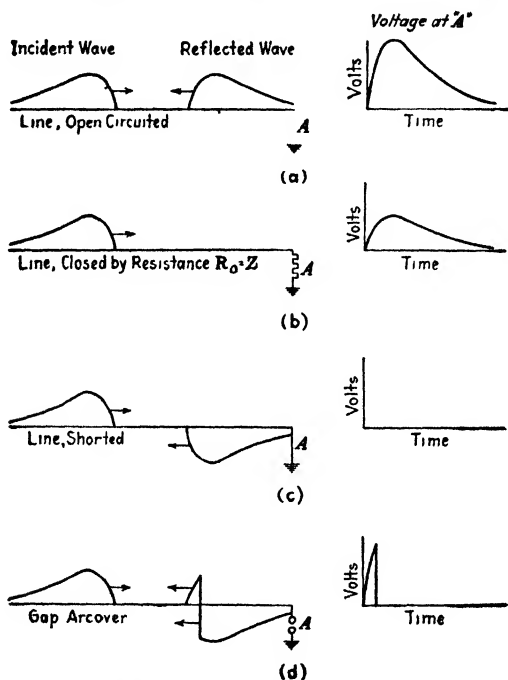 Voltage at "A"
Incident Wave Reflected Wave
Volts
Line, Open Circuited A Time
(a)
Volts
Line, Closed by Resistance R₀=Z A Time
(b)
Volts
Line, Shorted A Time
(c)
Volts
Gap Arcover A Time
(d)